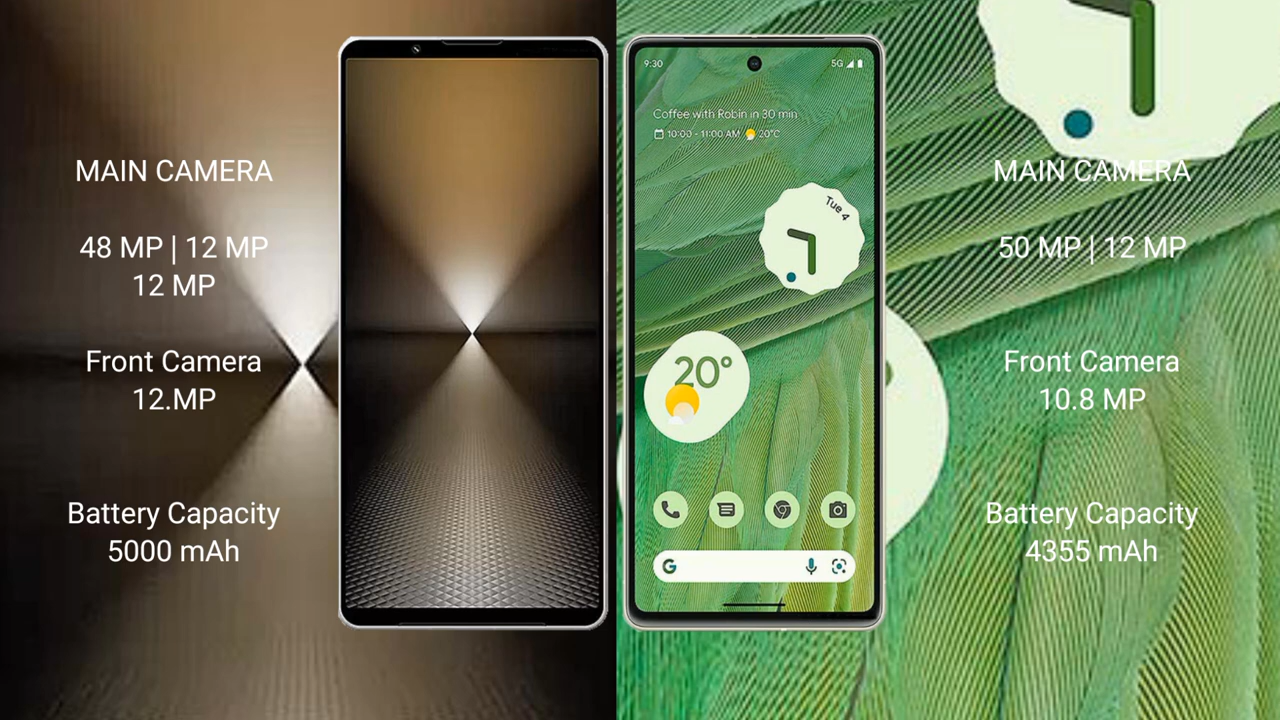 MAIN CAMERA
48 MP | 12 MP
12 MP
Front Camera
12.MP
Battery Capacity
5000 mAh
9:30
5G
Coffee with Robin in 30 min
10:00 - 11:00 AM 20°C
Tue 4
20°
G
MAIN CAMERA
50 MP | 12 MP
Front Camera
10.8 MP
Battery Capacity
4355 mAh